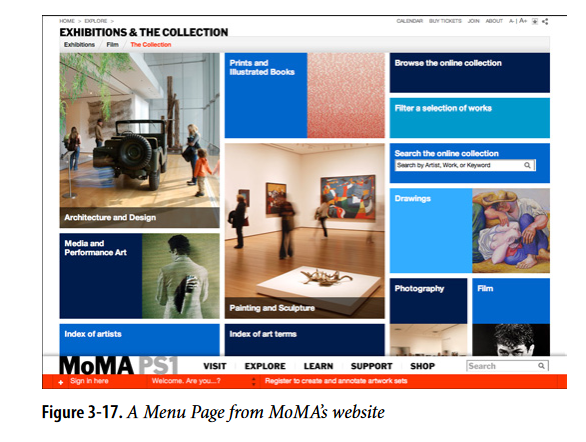 HOME > EXPLORE >
CALENDAR BUY TICKETS JOIN ABOUT A- | A+
EXHIBITIONS & THE COLLECTION
Exhibitions / Film / The Collection
Prints and
Illustrated Books
Browse the online collection
Filter a selection of works
Search the online collection
Search by Artist, Work, or Keyword
Drawings
Architecture and Design
Media and
Performance Art
Painting and Sculpture
Photography
Film
Index of artists
Index of art terms
MoMA PS1
VISIT EXPLORE LEARN SUPPORT SHOP
Search
Sign in here
Welcome. Are you...?
Register to create and annotate artwork sets
Figure 3-17. A Menu Page from MoMA's website